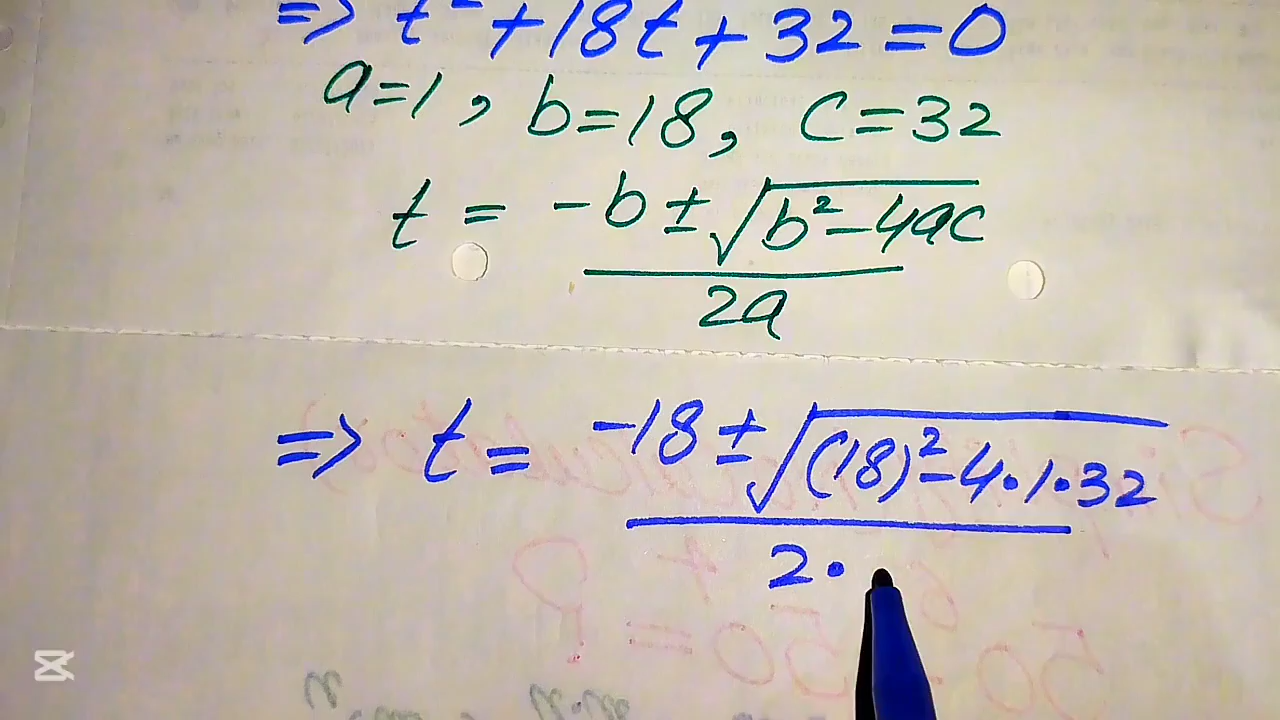 => t² + 18t + 32 = 0
a=1, b=18, c=32
t = -b ± √(b²-4ac)
2a
=> t = -18 ± √((18)²-4·1·32)
2·